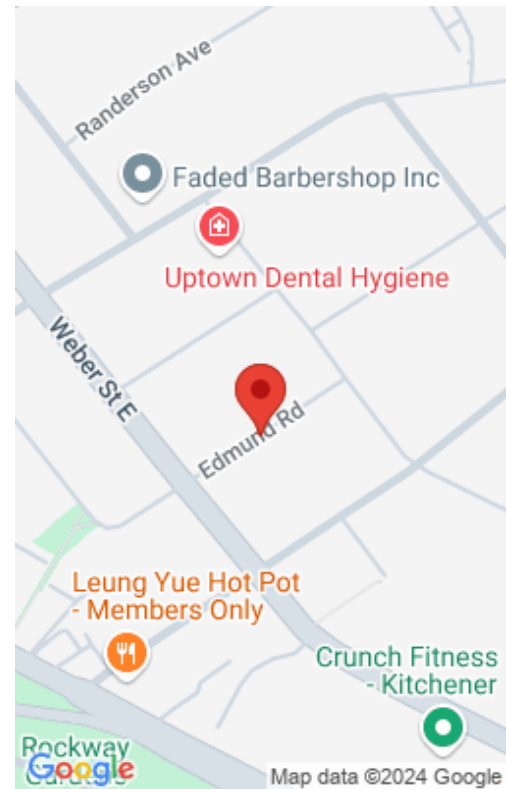 Randerson Ave
Faded Barbershop Inc
Uptown Dental Hygiene
Weber St E
Edmund Rd
Leung Yue Hot Pot
- Members Only
Crunch Fitness
- Kitchener
Rockway
Google
Map data ©2024 Google